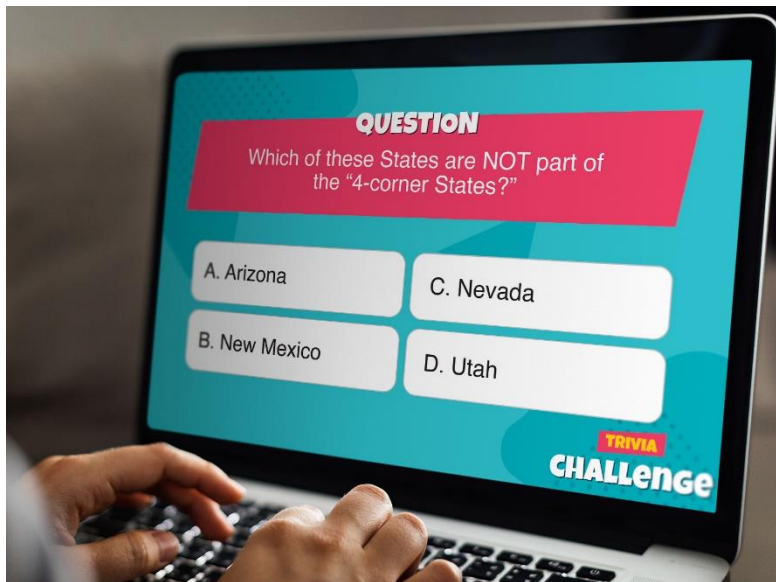 QUESTION
Which of these States are NOT part of
the “4-corner States?”
A. Arizona
B. New Mexico
C. Nevada
D. Utah
TRIVIA
CHALLenGe